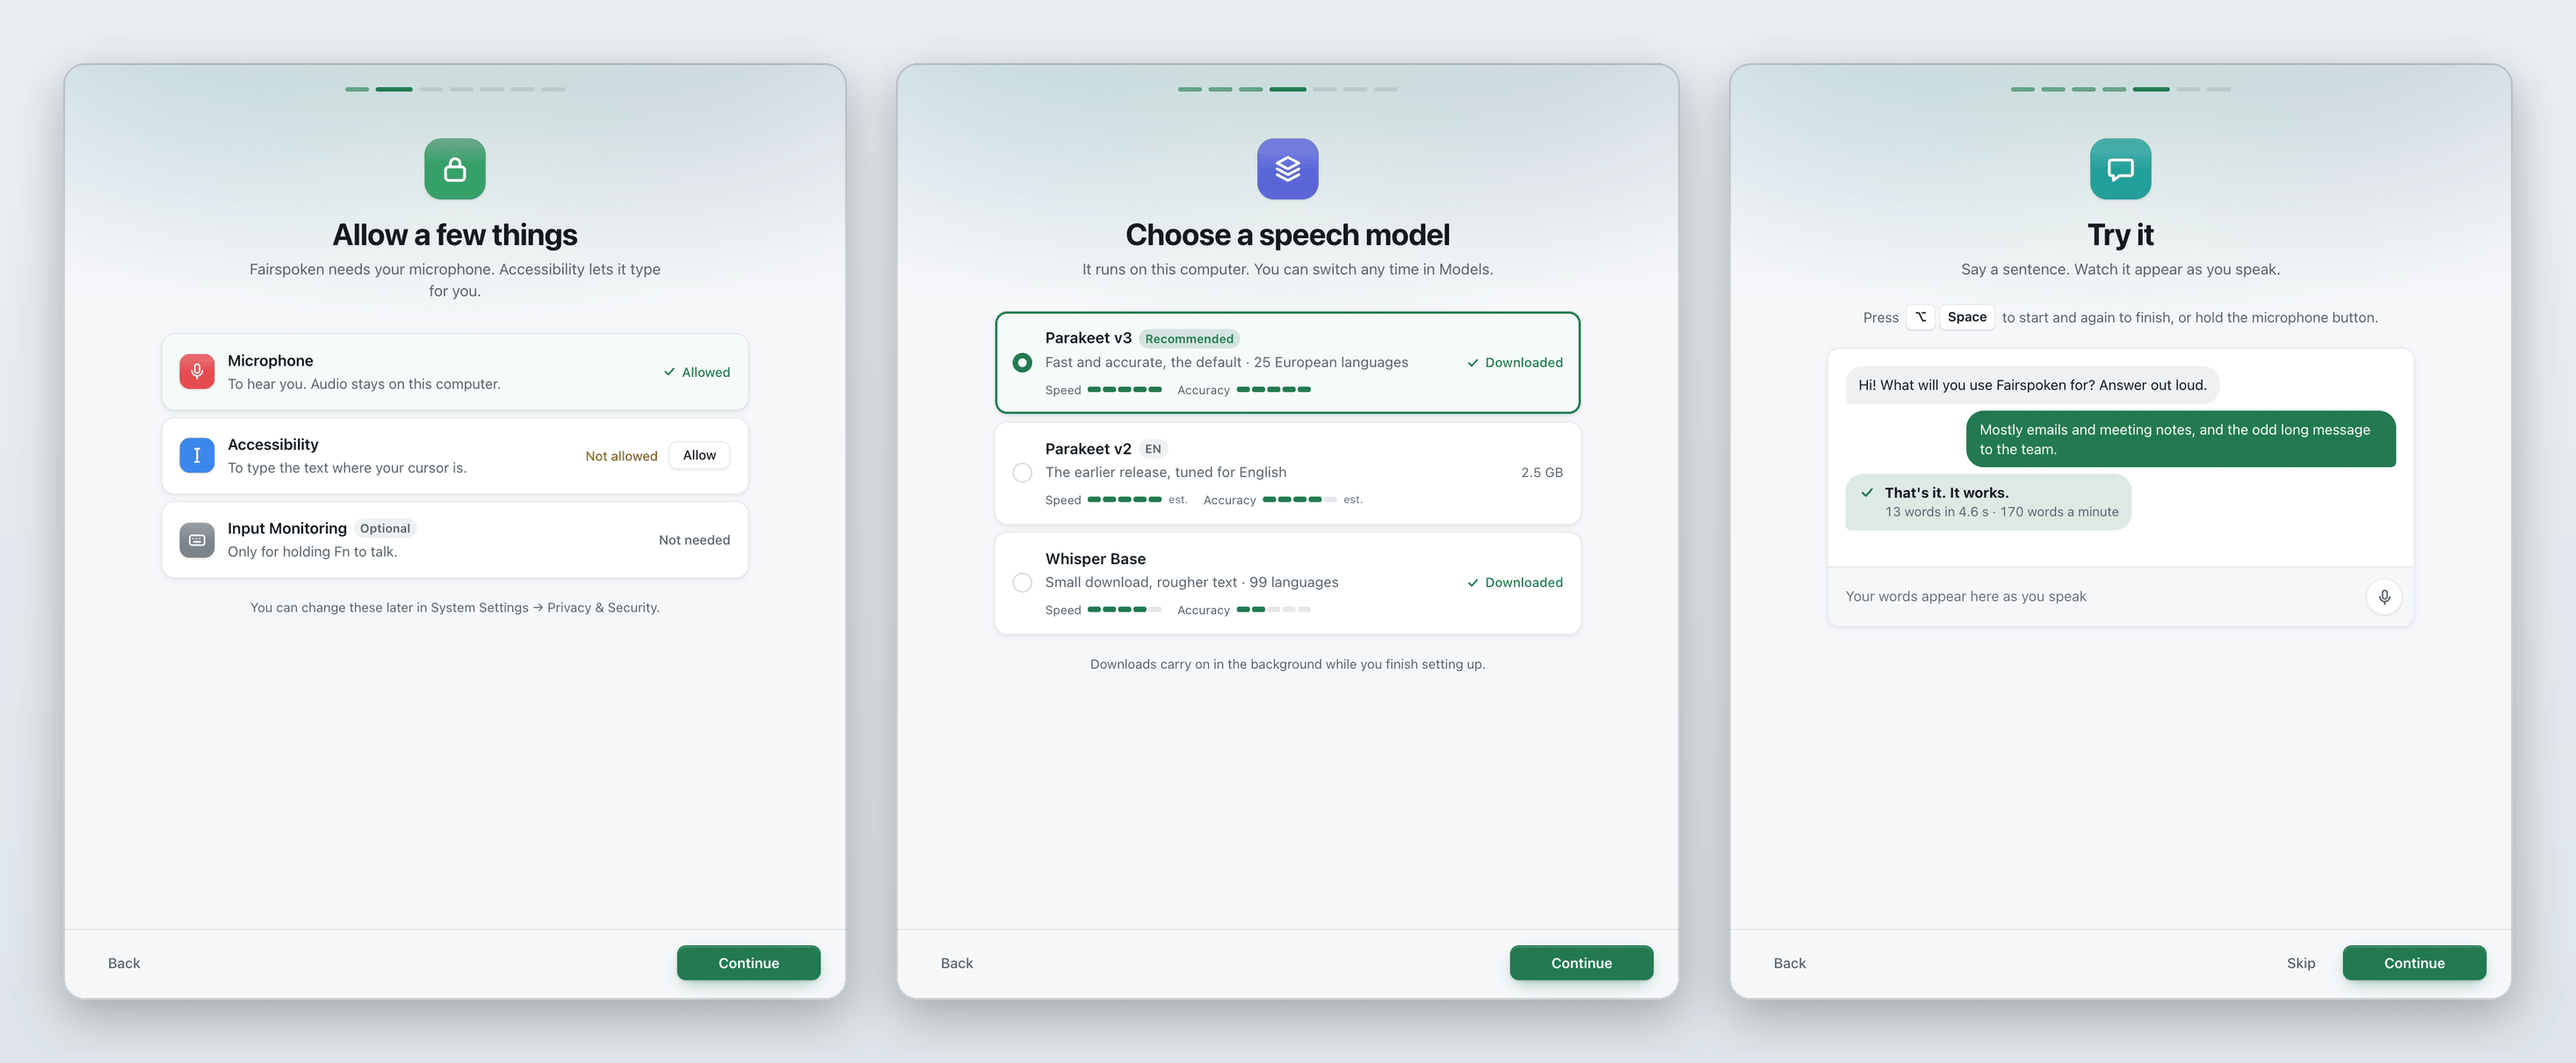 Allow a few things
Fairspoken needs your microphone. Accessibility lets it type
for you.
Microphone
To hear you. Audio stays on this computer.
Allowed
Accessibility
To type the text where your cursor is.
Not allowed
Allow
Input Monitoring Optional
Only for holding Fn to talk.
Not needed
You can change these later in System Settings → Privacy & Security.
Back
Continue
Choose a speech model
It runs on this computer. You can switch any time in Models.
Parakeet v3 Recommended
Fast and accurate, the default · 25 European languages
Downloaded
Speed Accuracy
Parakeet v2 EN
The earlier release, tuned for English
2.5 GB
Speed est. Accuracy est.
Whisper Base
Small download, rougher text · 99 languages
Downloaded
Speed Accuracy
Downloads carry on in the background while you finish setting up.
Back
Continue
Try it
Say a sentence. Watch it appear as you speak.
Press ⌥ Space to start and again to finish, or hold the microphone button.
Hi! What will you use Fairspoken for? Answer out loud.
Mostly emails and meeting notes, and the odd long message
to the team.
That's it. It works.
13 words in 4.6 s · 170 words a minute
Your words appear here as you speak
Back
Skip
Continue